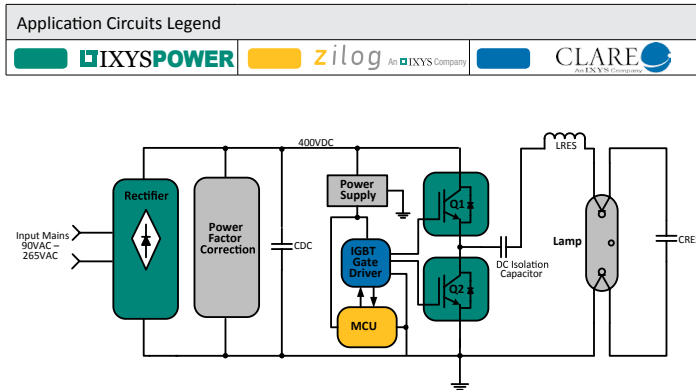 Application Circuits Legend
IXYSPOWER
zilog An IXYS Company
CLARE
An IXYS Company
400VDC
LRES
Rectifier
Power
Supply
Q1
Input Mains
90VAC –
265VAC
Power
Factor
Correction
CDC
IGBT
Gate
Driver
DC Isolation
Capacitor
Lamp
CRES
Q2
MCU